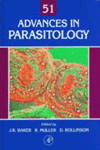 51
ADVANCES IN
PARASITOLOGY
Edited by
J.R. BAKER R. MULLER D. ROLLINSON